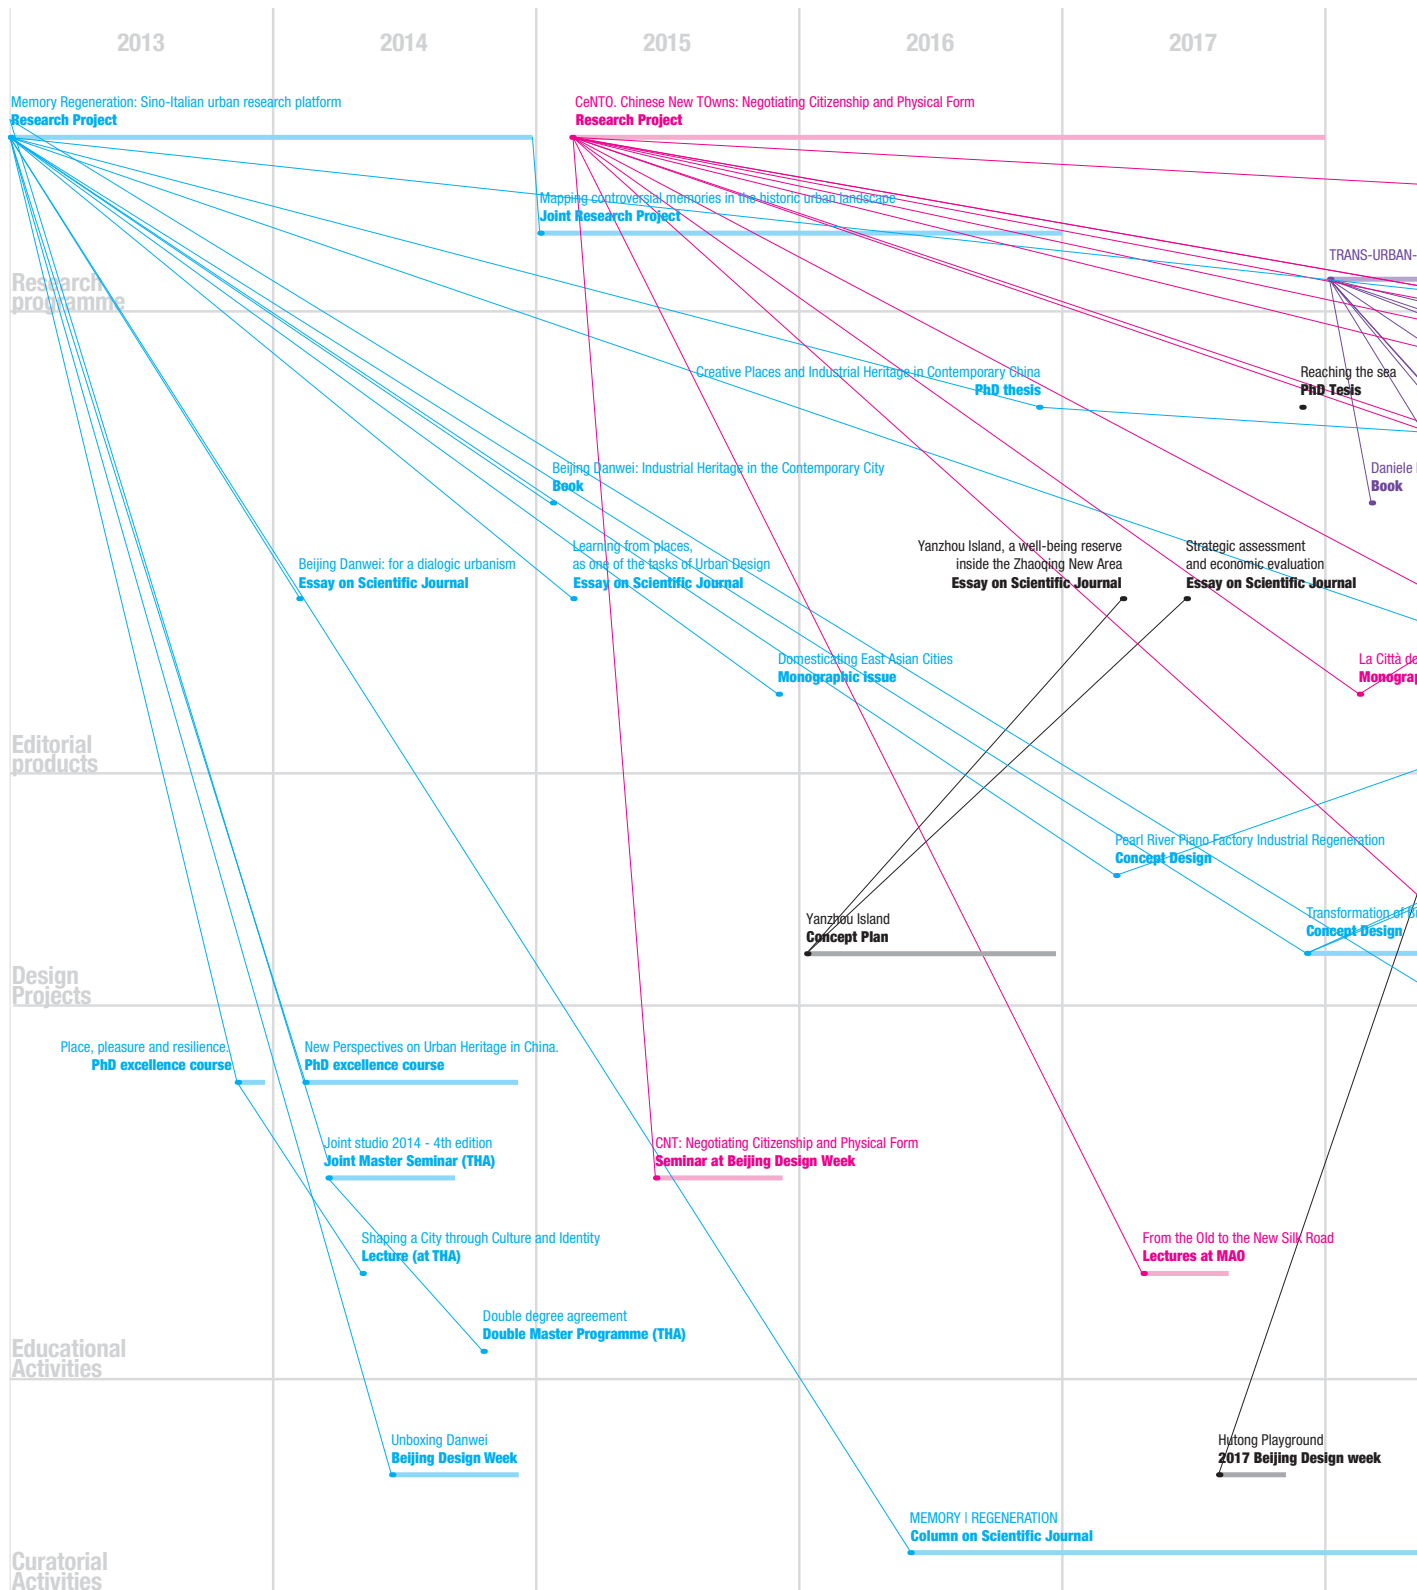 2013
2014
2015
2016
2017
Memory Regeneration: Sino-Italian urban research platform
Research Project
CeNTO. Chinese New TOwns: Negotiating Citizenship and Physical Form
Research Project
Mapping controversial memories in the historic urban landscape
Joint Research Project
TRANS-URBAN-
Research
programme
Creative Places and Industrial Heritage in Contemporary China
PhD thesis
Reaching the sea
PhD Tesis
Beijing Danwei: Industrial Heritage in the Contemporary City
Book
Daniele
Book
Beijing Danwei: for a dialogic urbanism
Essay on Scientific Journal
Learning from places,
as one of the tasks of Urban Design
Essay on Scientific Journal
Yanzhou Island, a well-being reserve
inside the Zhaoqing New Area
Essay on Scientific Journal
Strategic assessment
and economic evaluation
Essay on Scientific Journal
Domesticating East Asian Cities
Monographic issue
La Città de
Monograp
Editorial
products
Pearl River Piano Factory Industrial Regeneration
Concept Design
Yanzhou Island
Concept Plan
Transformation of B
Concept Design
Design
Projects
Place, pleasure and resilience.
PhD excellence course
New Perspectives on Urban Heritage in China.
PhD excellence course
Joint studio 2014 - 4th edition
Joint Master Seminar (THA)
CNT: Negotiating Citizenship and Physical Form
Seminar at Beijing Design Week
Shaping a City through Culture and Identity
Lecture (at THA)
From the Old to the New Silk Road
Lectures at MAO
Double degree agreement
Double Master Programme (THA)
Educational
Activities
Unboxing Danwei
Beijing Design Week
Hutong Playground
2017 Beijing Design week
MEMORY | REGENERATION
Column on Scientific Journal
Curatorial
Activities